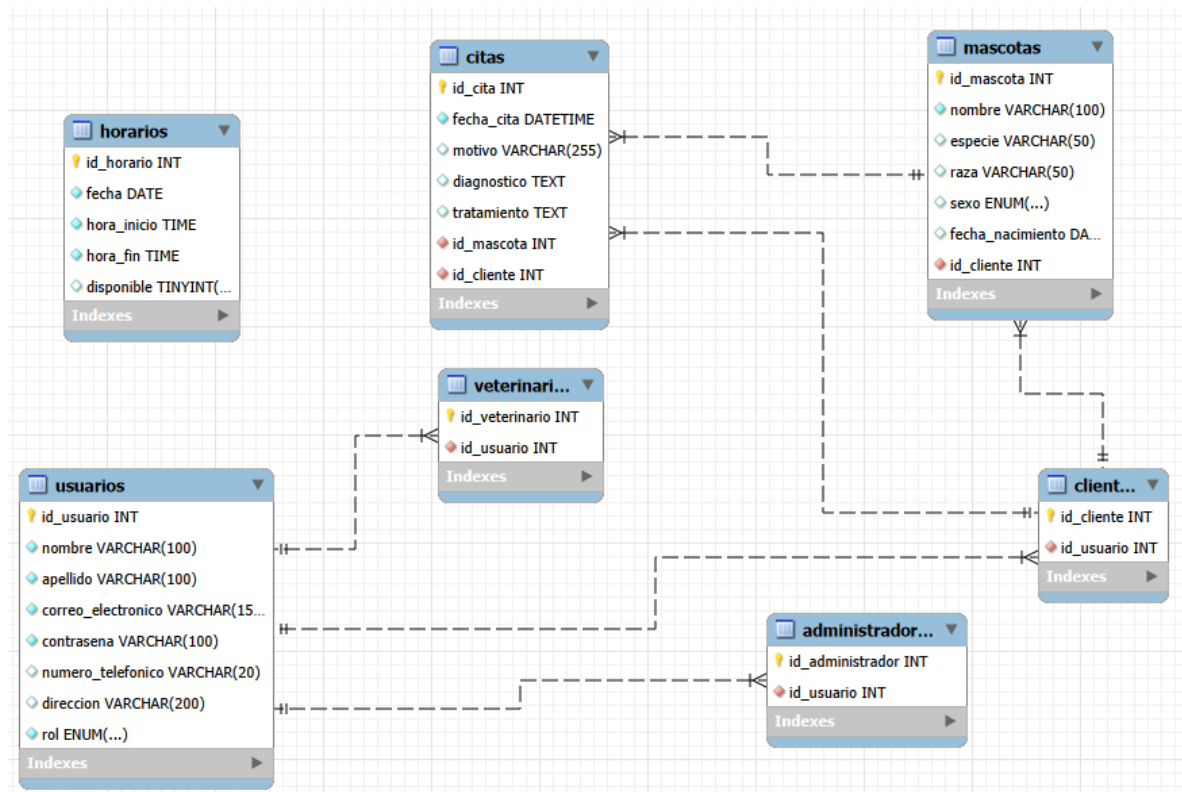 horarios
id_horario INT
fecha DATE
hora_inicio TIME
hora_fin TIME
disponible TINYINT(...
Indexes
citas
id_cita INT
fecha_cita DATETIME
motivo VARCHAR(255)
diagnostico TEXT
tratamiento TEXT
id_mascota INT
id_cliente INT
Indexes
mascotas
id_mascota INT
nombre VARCHAR(100)
especie VARCHAR(50)
raza VARCHAR(50)
sexo ENUM(...)
fecha_nacimiento DA...
id_cliente INT
Indexes
veterinari...
id_veterinario INT
id_usuario INT
Indexes
usuarios
id_usuario INT
nombre VARCHAR(100)
apellido VARCHAR(100)
correo_electronico VARCHAR(15...
contrasena VARCHAR(100)
numero_telefonico VARCHAR(20)
direccion VARCHAR(200)
rol ENUM(...)
Indexes
client...
id_cliente INT
id_usuario INT
Indexes
administrador...
id_administrador INT
id_usuario INT
Indexes